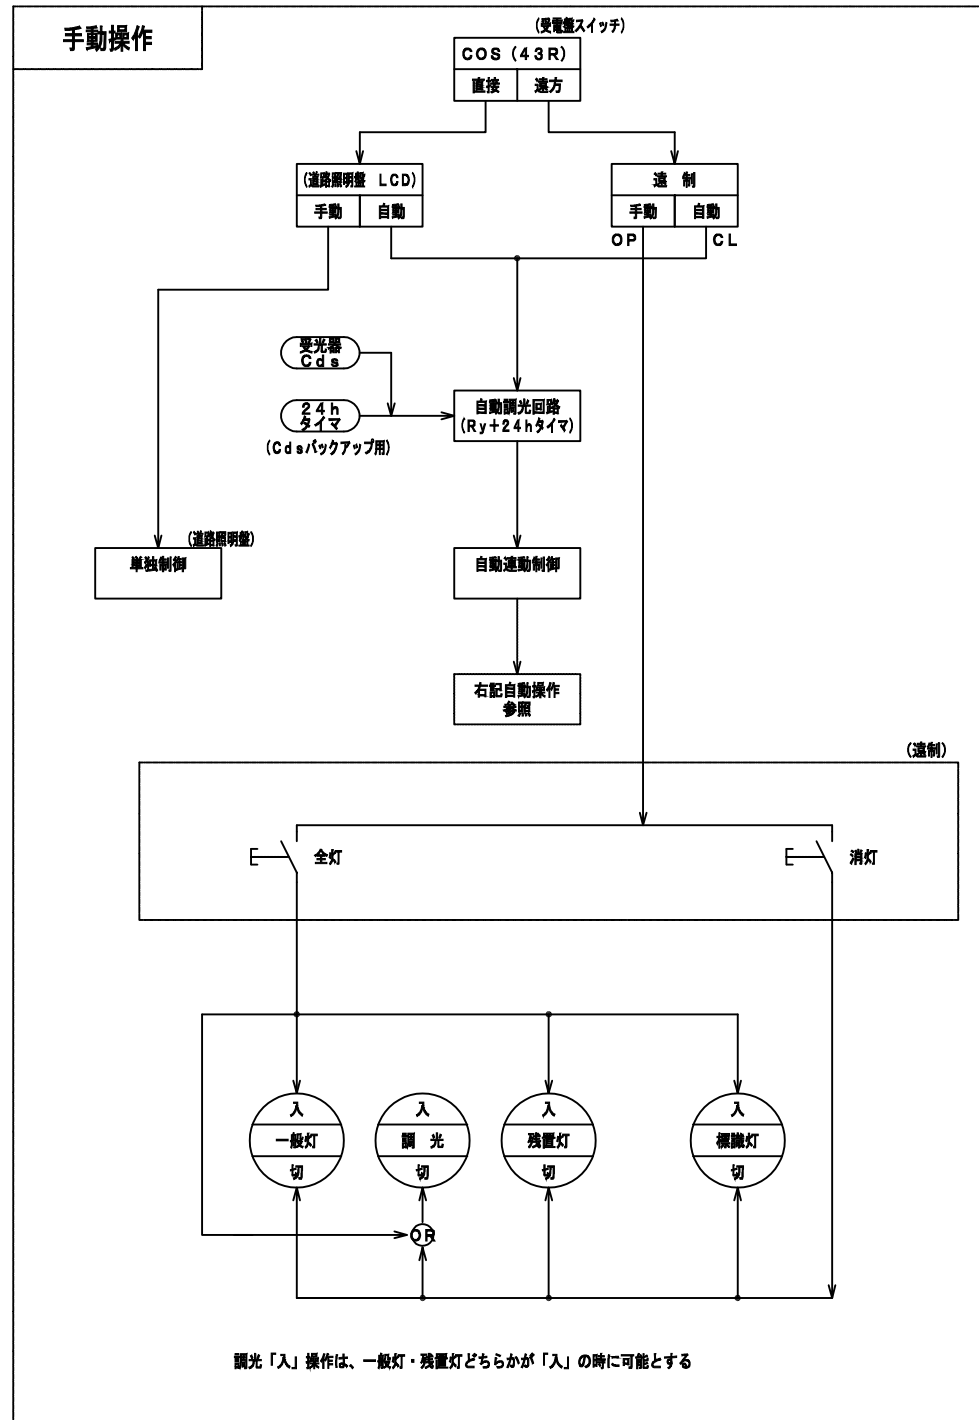 手動操作
(受電盤スイッチ)
COS(43R)
直接 遠方
(道路照明盤 LCD)
手動 自動
遠 制
手動 自動
OP CL
受光器
Cds
24h
タイマ
(Cdsバックアップ用)
自動調光回路
(Ry+24hタイマ)
(道路照明盤)
単独制御
自動連動制御
右記自動操作
参照
(遠制)
全灯
消灯
入
一般灯
切
入
調 光
切
入
残置灯
切
入
標識灯
切
OR
調光「入」操作は、一般灯・残置灯どちらかが「入」の時に可能とする